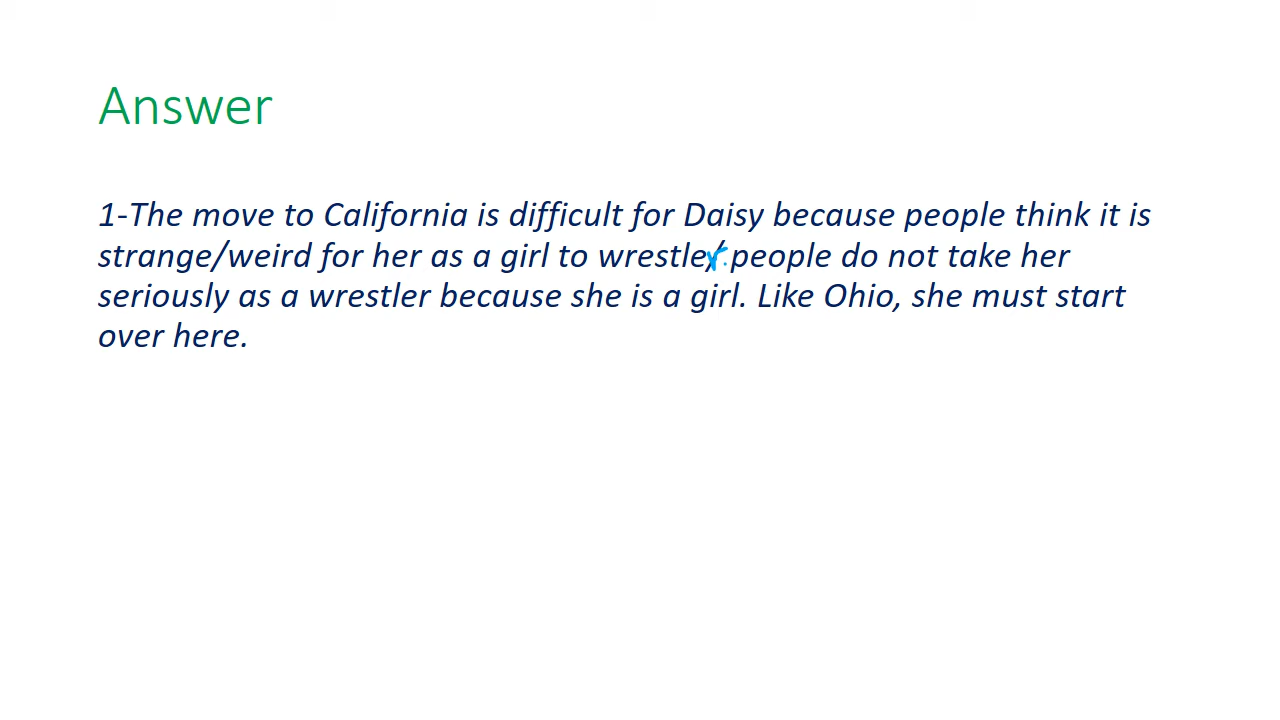 Answer
1-The move to California is difficult for Daisy because people think it is
strange/weird for her as a girl to wrestle/ people do not take her
seriously as a wrestler because she is a girl. Like Ohio, she must start
over here.